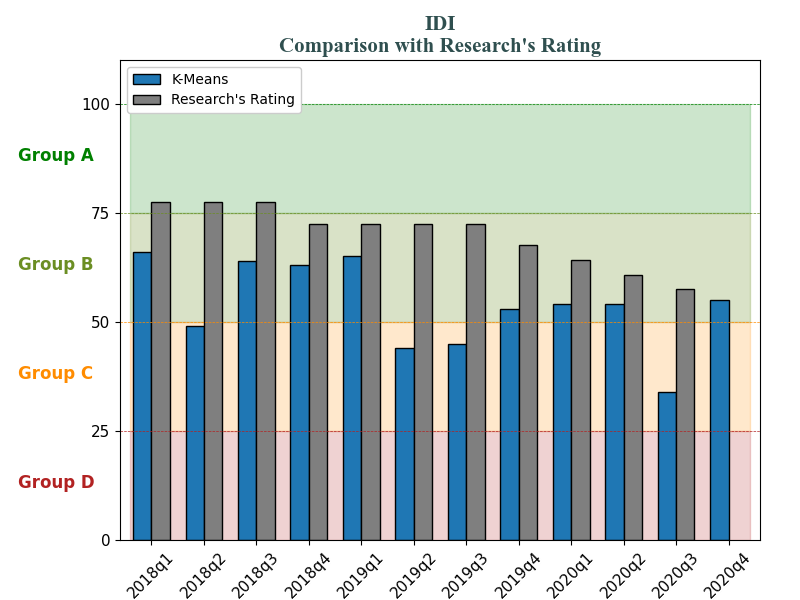 IDI
Comparison with Research's Rating
K-Means
Research's Rating
100
Group A
75
Group B
50
Group C
25
Group D
0
2018q1
2018q2
2018q3
2018q4
2019q1
2019q2
2019q3
2019q4
2020q1
2020q2
2020q3
2020q4